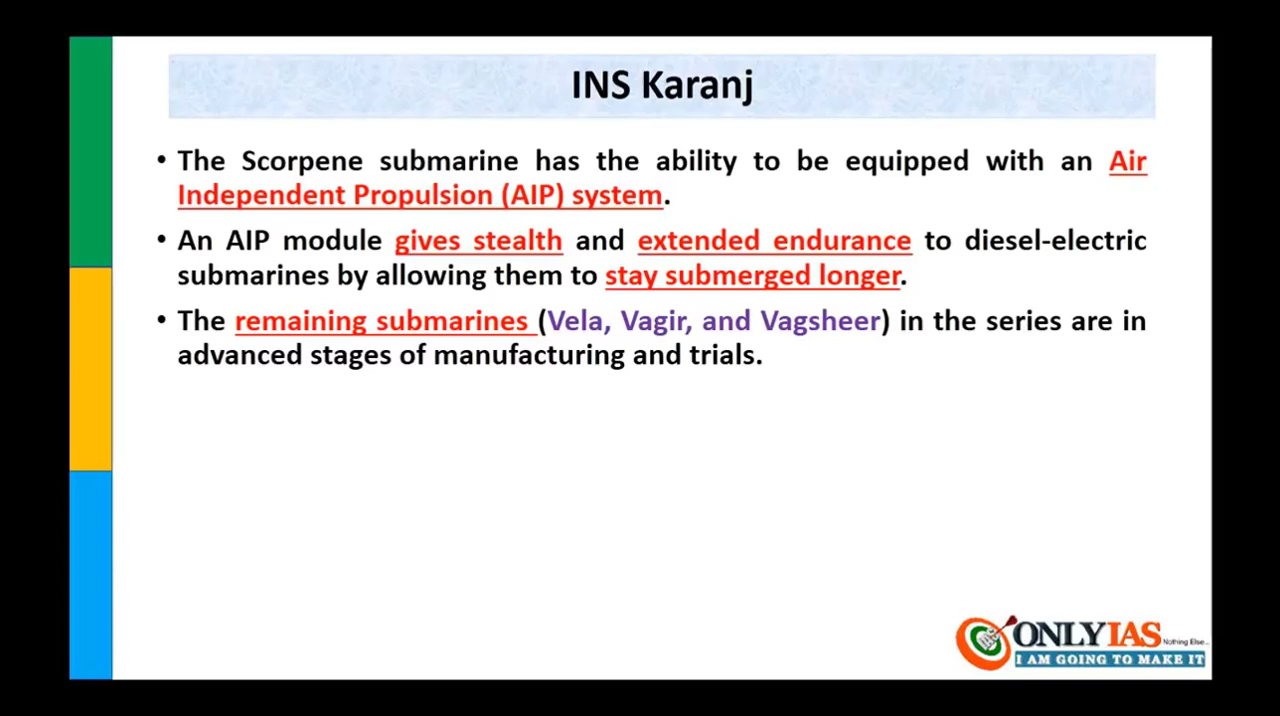 INS Karanj
• The Scorpene submarine has the ability to be equipped with an Air
Independent Propulsion (AIP) system.
• An AIP module gives stealth and extended endurance to diesel-electric
submarines by allowing them to stay submerged longer.
• The remaining submarines (Vela, Vagir, and Vagsheer) in the series are in
advanced stages of manufacturing and trials.
ONLYIAS Nothing Else..
I AM GOING TO MAKE IT